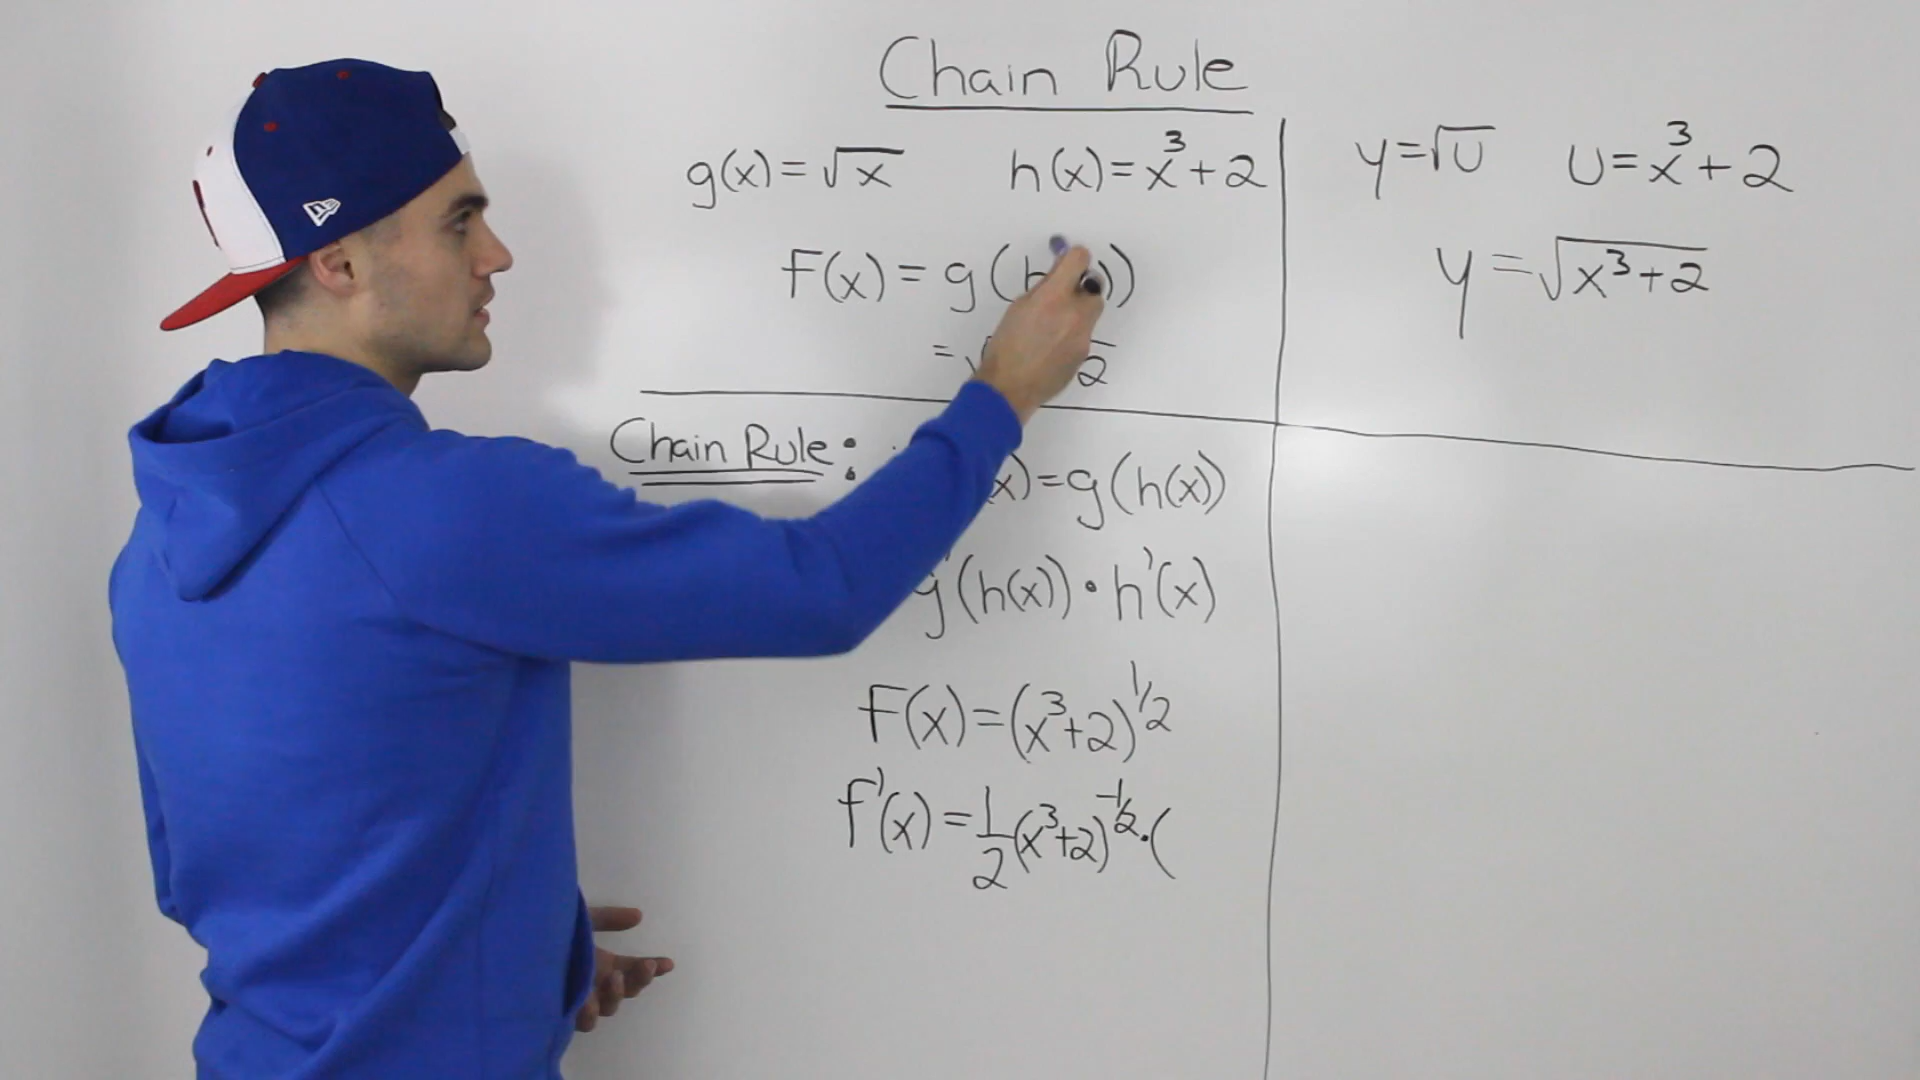 Chain Rule
g(x)=√x h(x)=x³+2
F(x)=g(h(x))
=√ 2
Chain Rule: (x)=g(h(x))
g'(h(x))·h'(x)
F(x)=(x³+2)^1/2
f'(x)=1/2(x³+2)^-1/2·(
y=√u u=x³+2
y=√x³+2